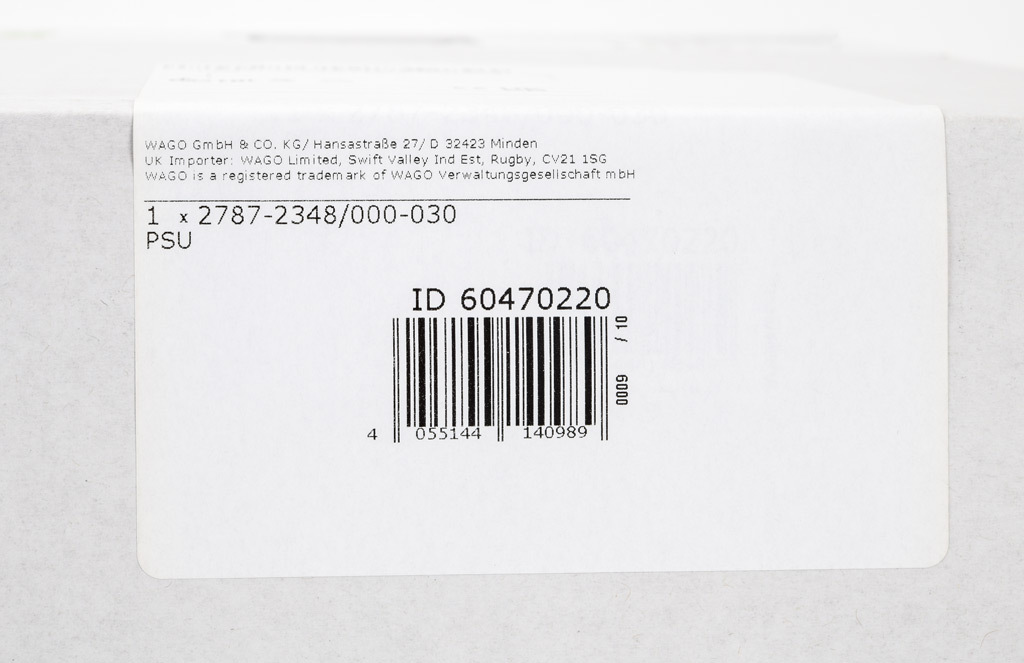 WAGO GmbH & CO. KG/ Hansastraße 27/ D 32423 Minden
UK Importer: WAGO Limited, Swift Valley Ind Est, Rugby, CV21 1SG
WAGO is a registered trademark of WAGO Verwaltungsgesellschaft mbH
1 x 2787-2348/000-030
PSU
ID 60470220
0009 / 10
4 055144 140989